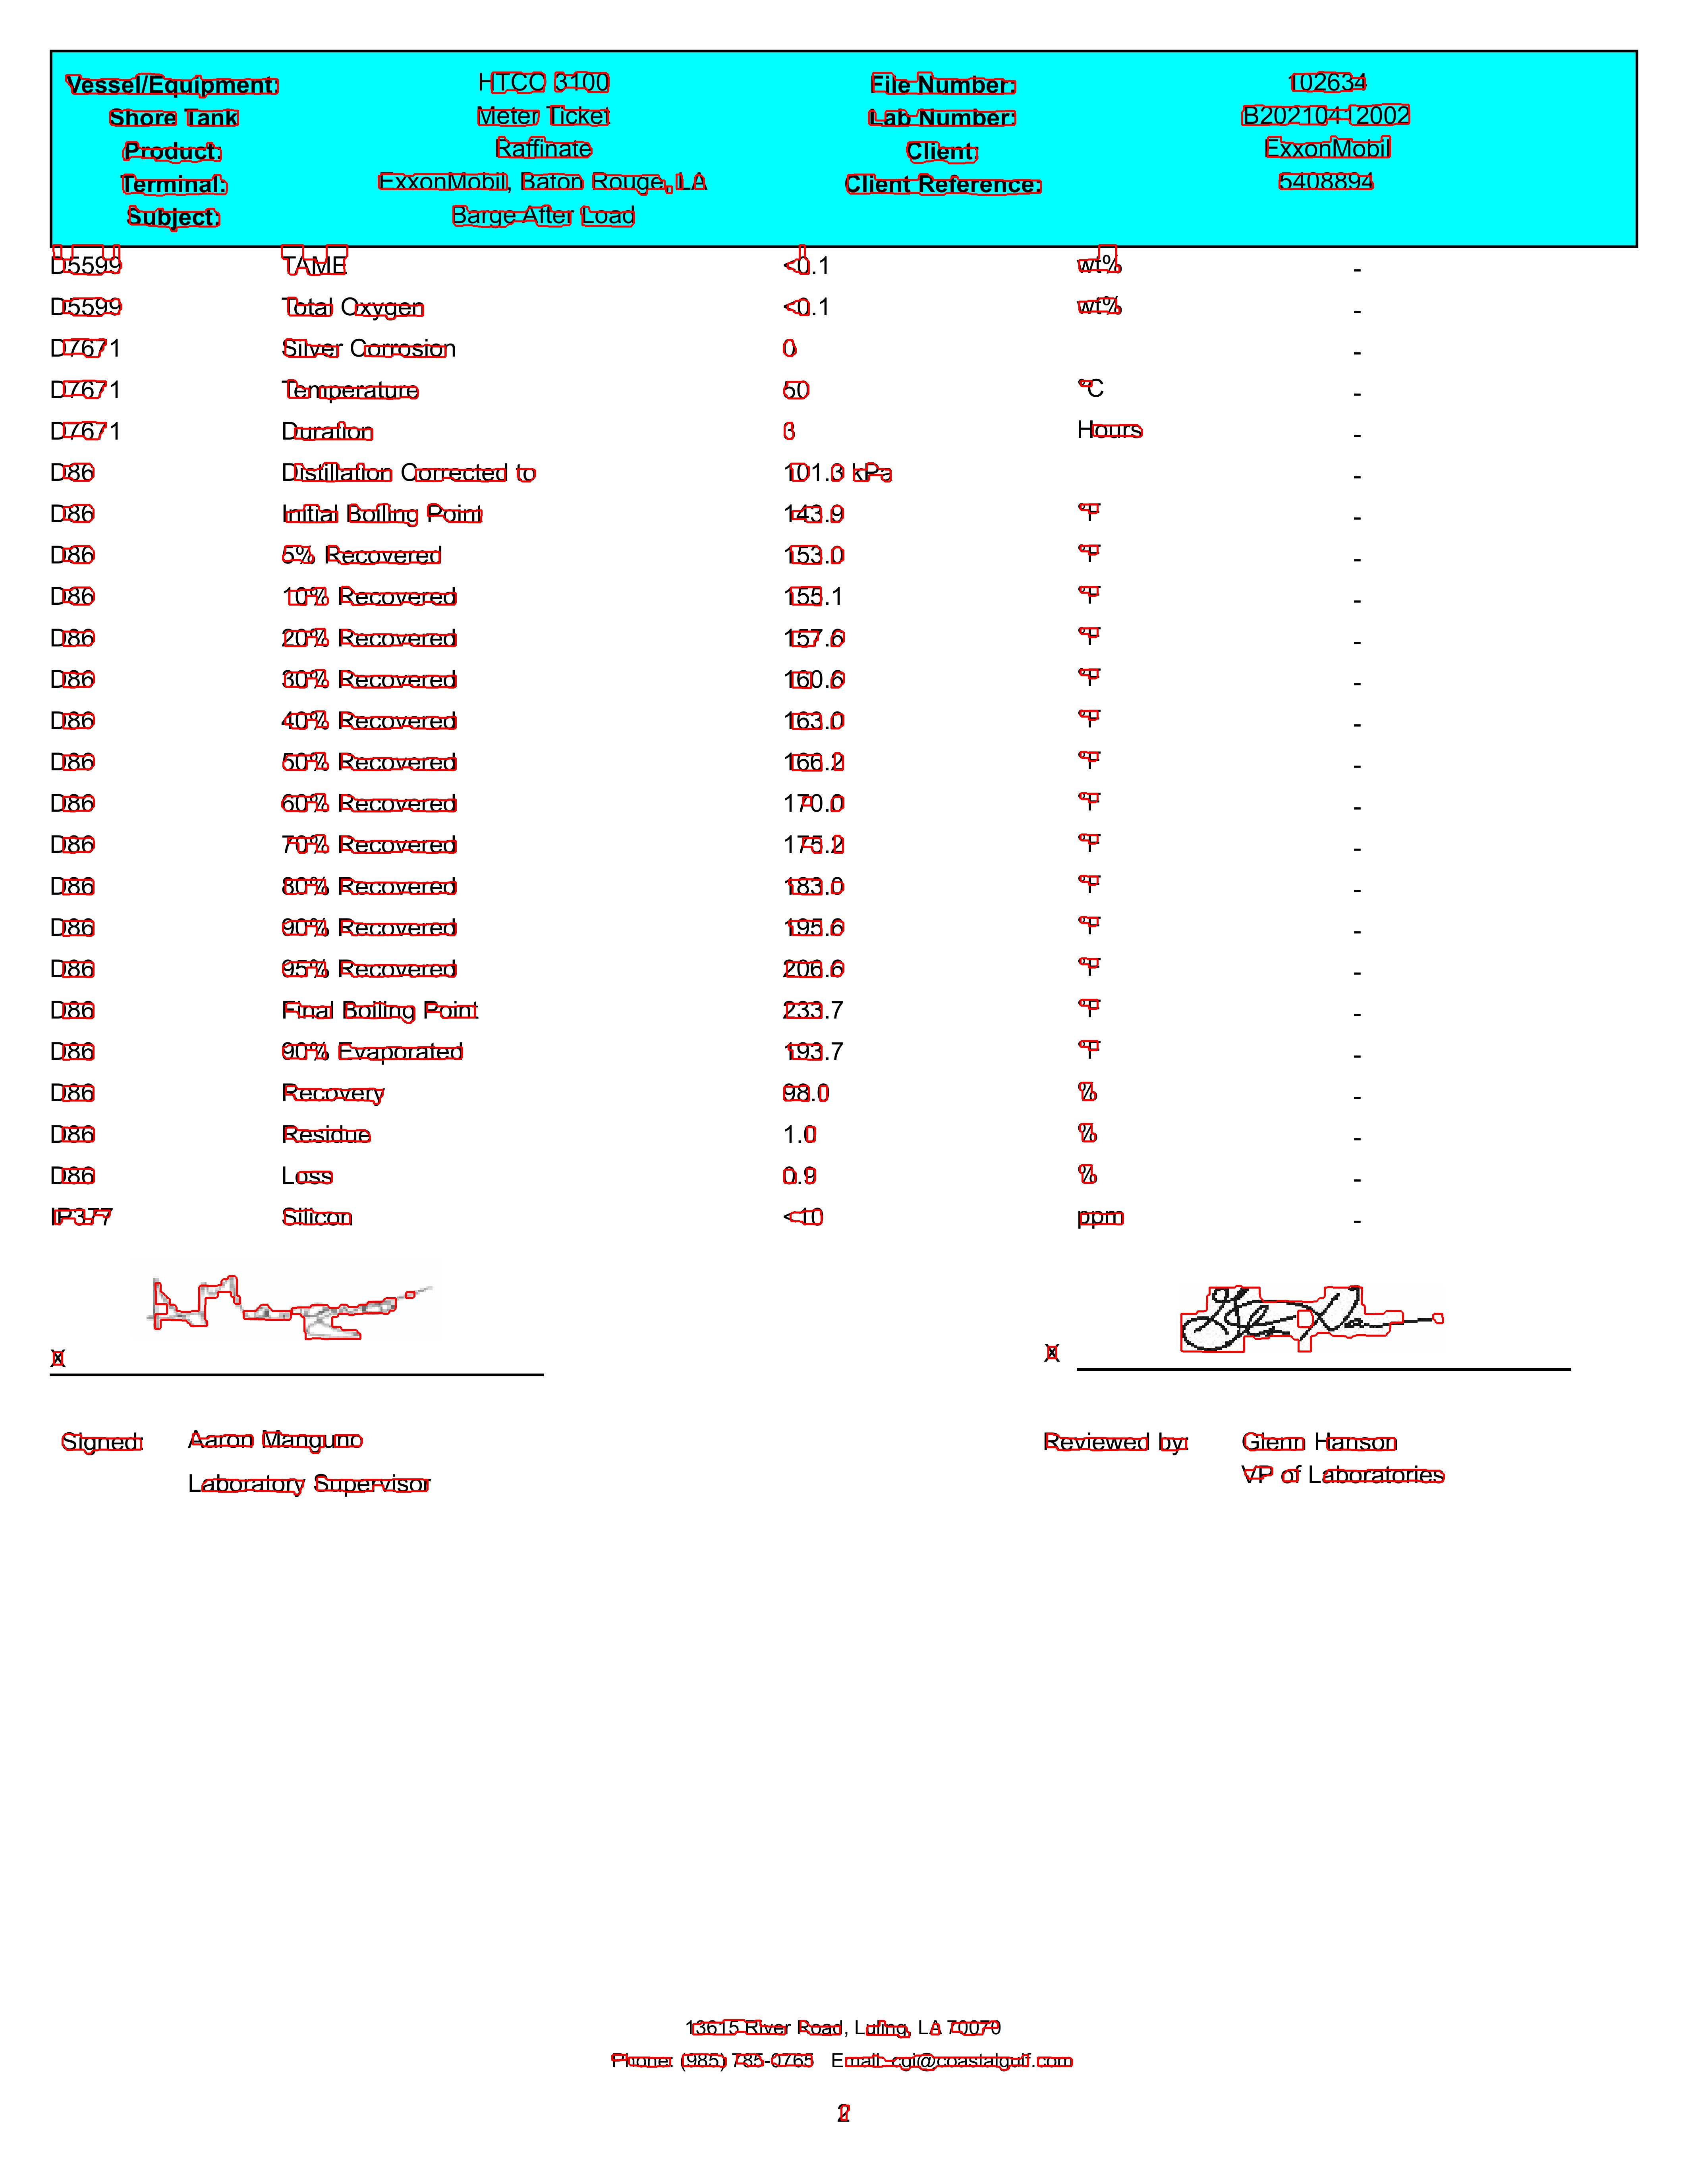 Vessel/Equipment: HTCO 3100 File Number: 102634
Shore Tank Meter Ticket Lab Number:
Product: Raffinate Client: ExxonMobil
Terminal: ExxonMobil, Baton Rouge, LA Client Reference: 5408894
Subject: Barge After Load
D5599 TAME <0.1 wt% -
D5599 Total Oxygen <0.1 wt% -
D7671 Silver Corrosion 0 -
D7671 Temperature 50 °C -
D7671 Duration 3 Hours -
D86 Distillation Corrected to 101.3 kPa -
D86 Initial Boiling Point 143.9 °F -
D86 5% Recovered 153.0 °F -
D86 10% Recovered 155.1 °F -
D86 20% Recovered 157.6 °F -
D86 30% Recovered 160.6 °F -
D86 40% Recovered 163.0 °F -
D86 50% Recovered 166.2 °F -
D86 60% Recovered 170.0 °F -
D86 70% Recovered 175.2 °F -
D86 80% Recovered 183.0 °F -
D86 90% Recovered 195.6 °F -
D86 95% Recovered 206.6 °F -
D86 Final Boiling Point 233.7 °F -
D86 90% Evaporated 193.7 °F -
D86 Recovery 98.0 % -
D86 Residue 1.0 % -
D86 Loss 0.9 % -
IP377 Silicon <10 ppm -
X X
Signed: Aaron Manguno Reviewed by: Glenn Hanson
Laboratory Supervisor VP of Laboratories
13615 River Road, Luling, LA 70070
Phone: (985) 785-0765 Email: cgi@coastalgulf.com
2